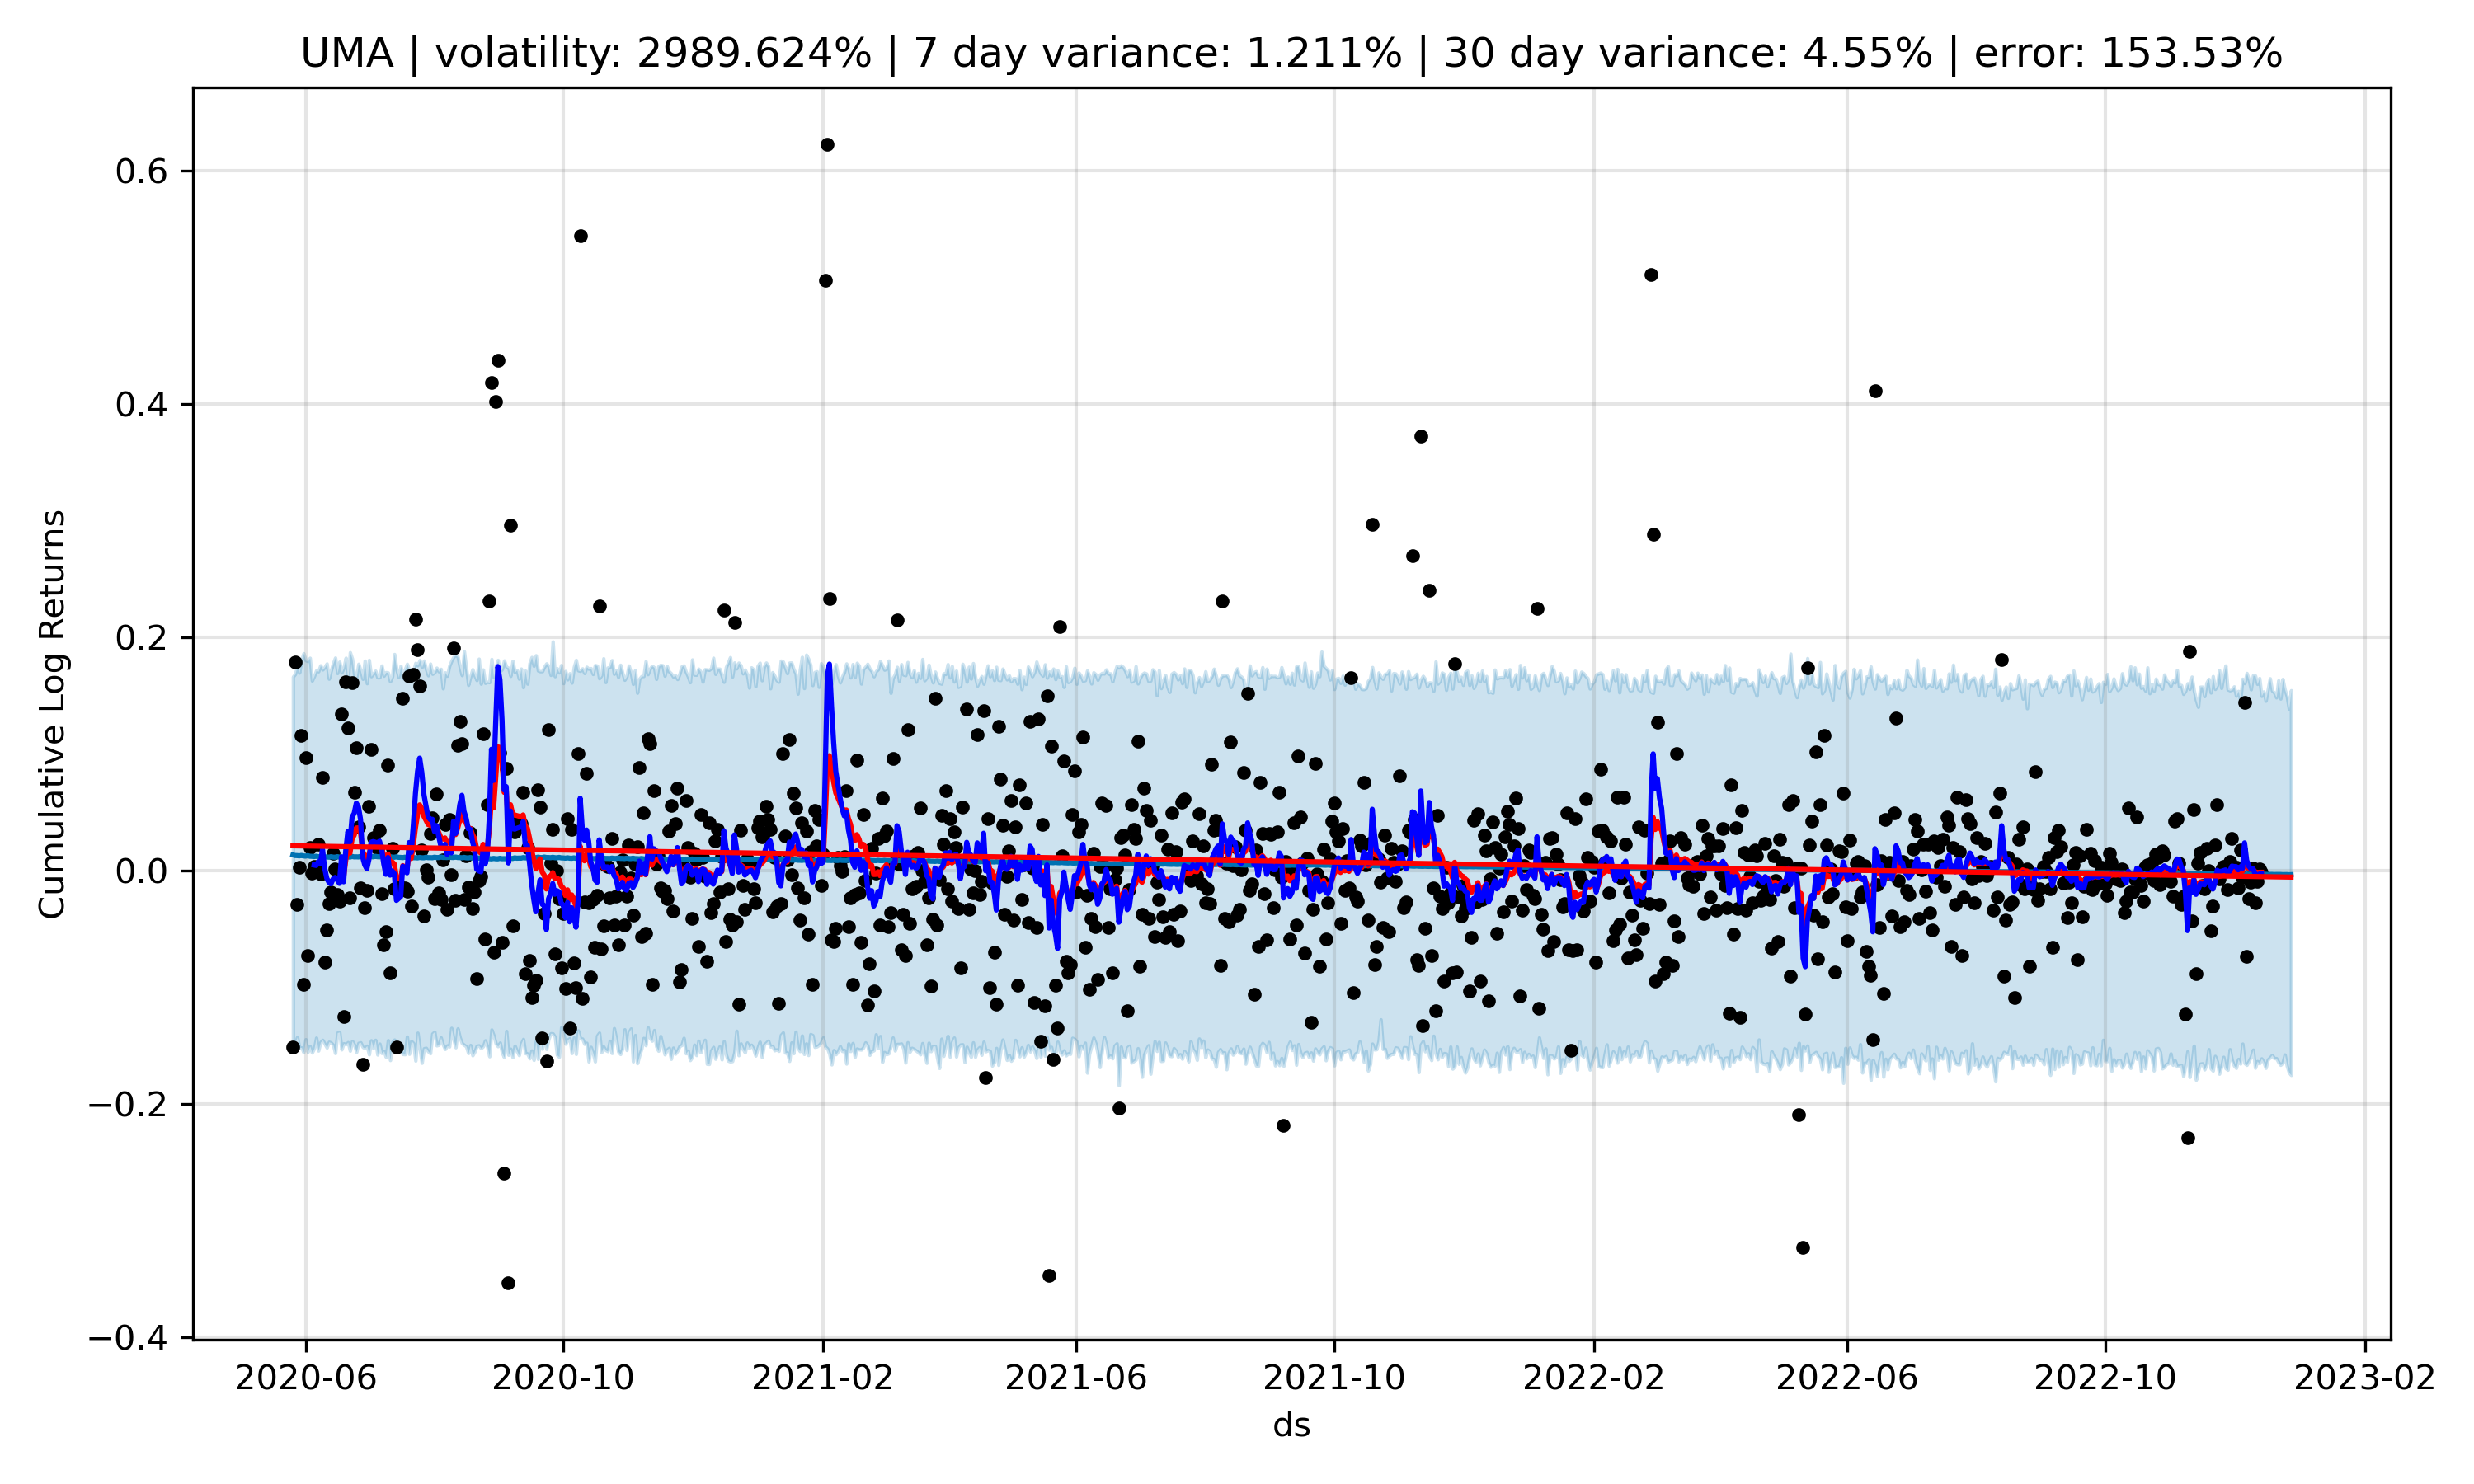 UMA | volatility: 2989.624% | 7 day variance: 1.211% | 30 day variance: 4.55% | error: 153.53%
Cumulative Log Returns
0.6
0.4
0.2
0.0
−0.2
−0.4
2020-06 2020-10 2021-02 2021-06 2021-10 2022-02 2022-06 2022-10 2023-02
ds